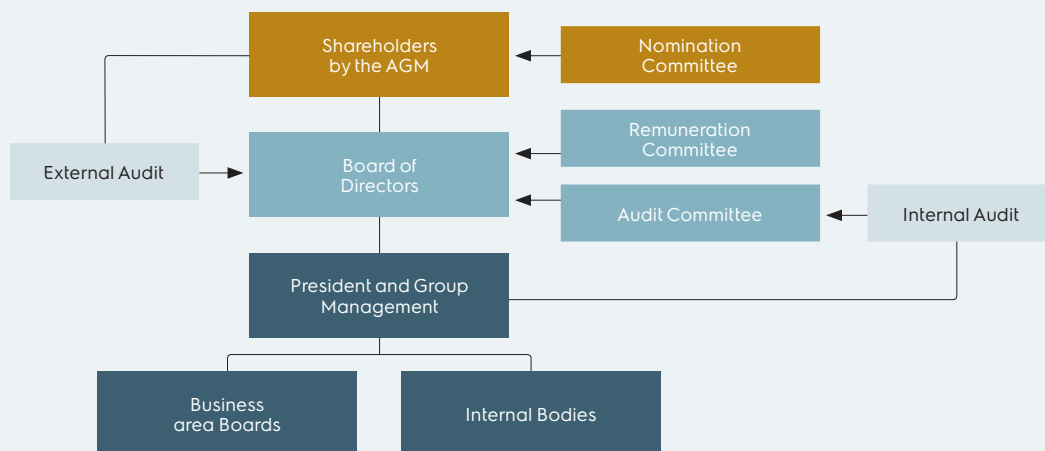 Shareholders
by the AGM
Nomination
Committee
Remuneration
Committee
External Audit
Board of
Directors
Audit Committee
Internal Audit
President and Group
Management
Business
area Boards
Internal Bodies